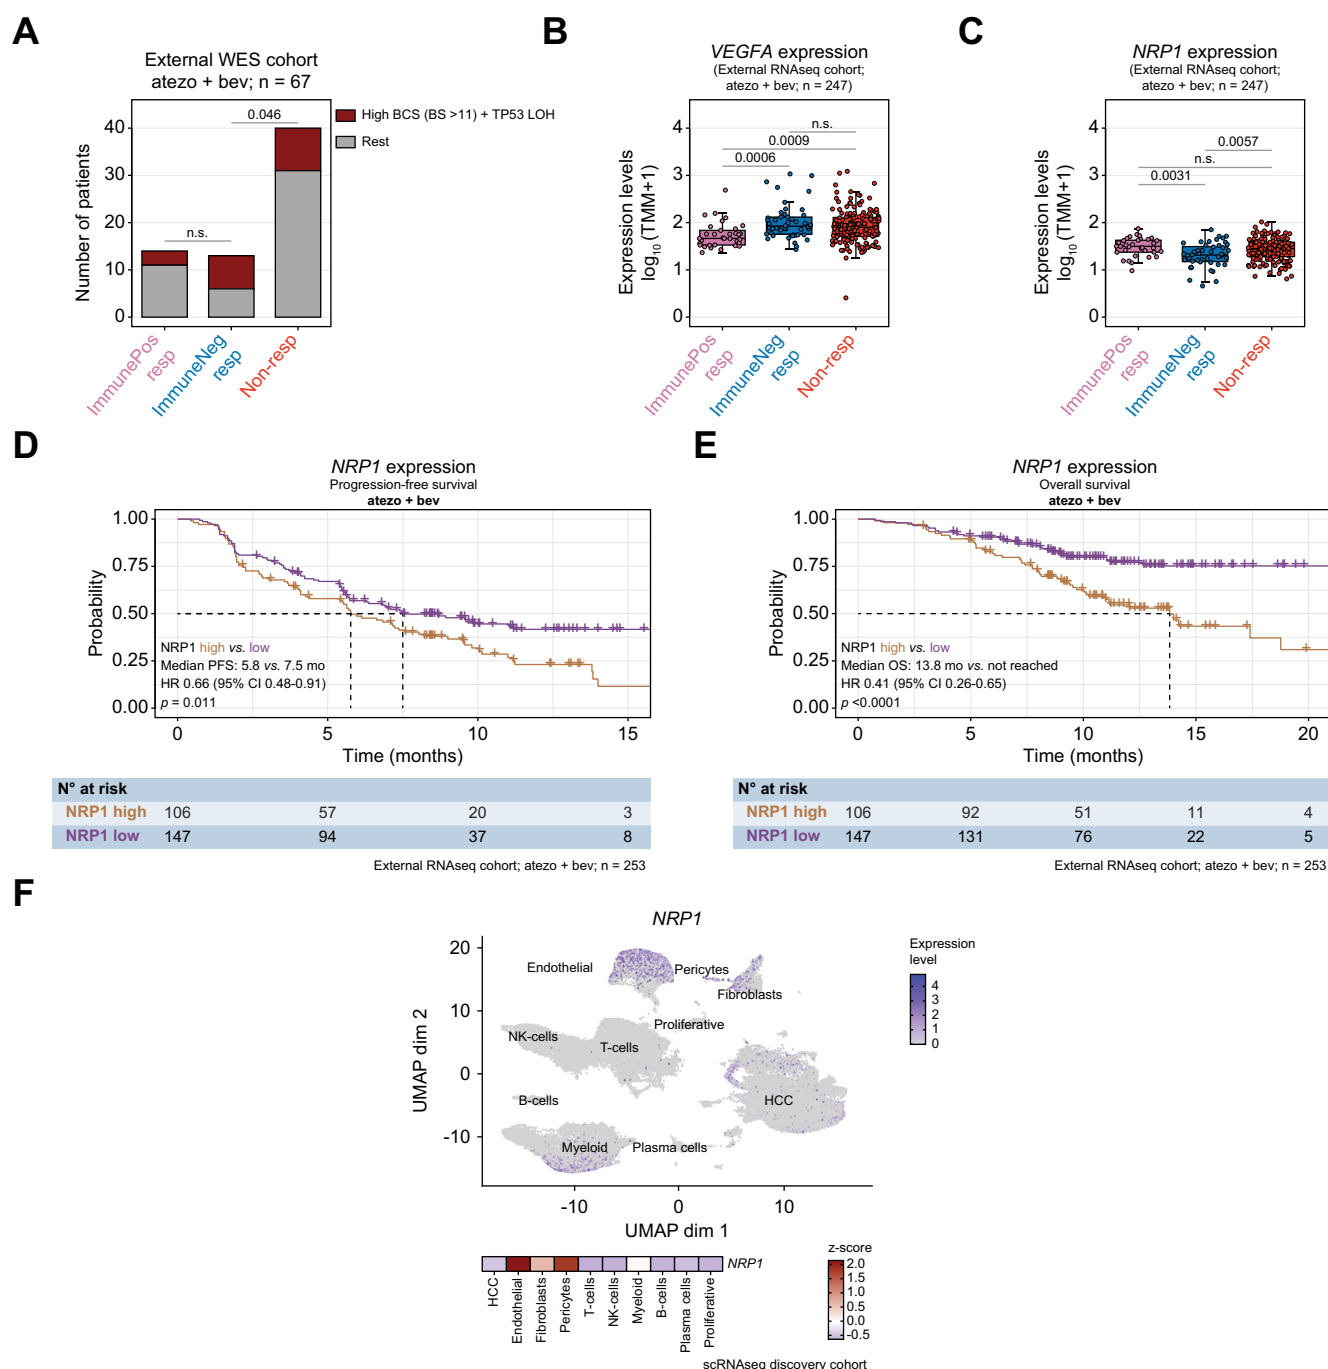 A
External WES cohort
atezo + bev; n = 67
High BCS (BS >11) + TP53 LOH
Rest
Number of patients
40
30
20
10
0
0.046
n.s.
ImmunePos
resp
ImmuneNeg
resp
Non-resp
B
VEGFA expression
(External RNAseq cohort;
atezo + bev; n = 247)
Expression levels
log10 (TMM+1)
4
3
2
1
0
n.s.
0.0009
0.0006
ImmunePos
resp
ImmuneNeg
resp
Non-resp
C
NRP1 expression
(External RNAseq cohort;
atezo + bev; n = 247)
Expression levels
log10 (TMM+1)
4
3
2
1
0
0.0057
n.s.
0.0031
ImmunePos
resp
ImmuneNeg
resp
Non-resp
D
NRP1 expression
Progression-free survival
atezo + bev
Probability
1.00
0.75
0.50
0.25
0.00
NRP1 high vs. low
Median PFS: 5.8 vs. 7.5 mo
HR 0.66 (95% CI 0.48-0.91)
p = 0.011
0 5 10 15
Time (months)
N° at risk
NRP1 high 106 57 20 3
NRP1 low 147 94 37 8
External RNAseq cohort; atezo + bev; n = 253
E
NRP1 expression
Overall survival
atezo + bev
Probability
1.00
0.75
0.50
0.25
0.00
NRP1 high vs. low
Median OS: 13.8 mo vs. not reached
HR 0.41 (95% CI 0.26-0.65)
p <0.0001
0 5 10 15 20
Time (months)
N° at risk
NRP1 high 106 92 51 11 4
NRP1 low 147 131 76 22 5
External RNAseq cohort; atezo + bev; n = 253
F
NRP1
UMAP dim 2
20
10
0
-10
Endothelial
Pericytes
Fibroblasts
Proliferative
NK-cells
T-cells
B-cells
HCC
Myeloid
Plasma cells
-10 0 10
UMAP dim 1
Expression
level
4
3
2
1
0
NRP1
HCC
Endothelial
Fibroblasts
Pericytes
T-cells
NK-cells
Myeloid
B-cells
Plasma cells
Proliferative
z-score
2.0
1.5
1.0
0.5
0.0
-0.5
scRNAseq discovery cohort